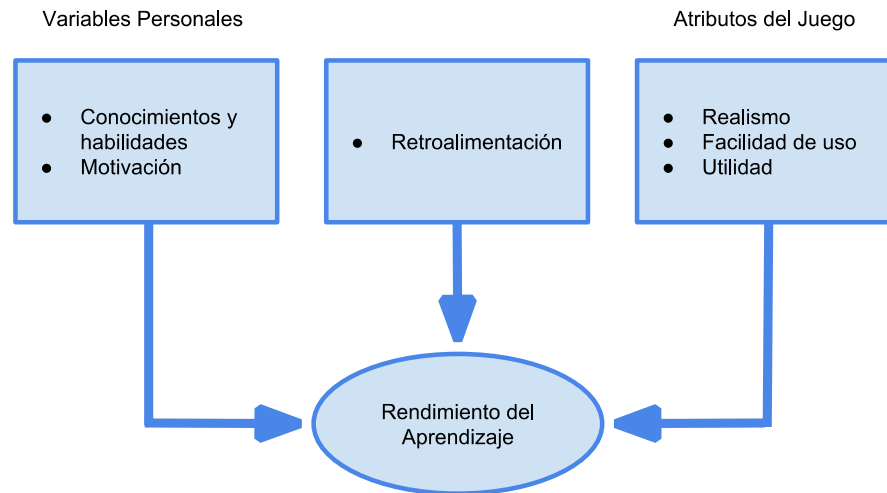 Variables Personales
Atributos del Juego
● Conocimientos y
habilidades
● Motivación
● Retroalimentación
● Realismo
● Facilidad de uso
● Utilidad
Rendimiento del
Aprendizaje